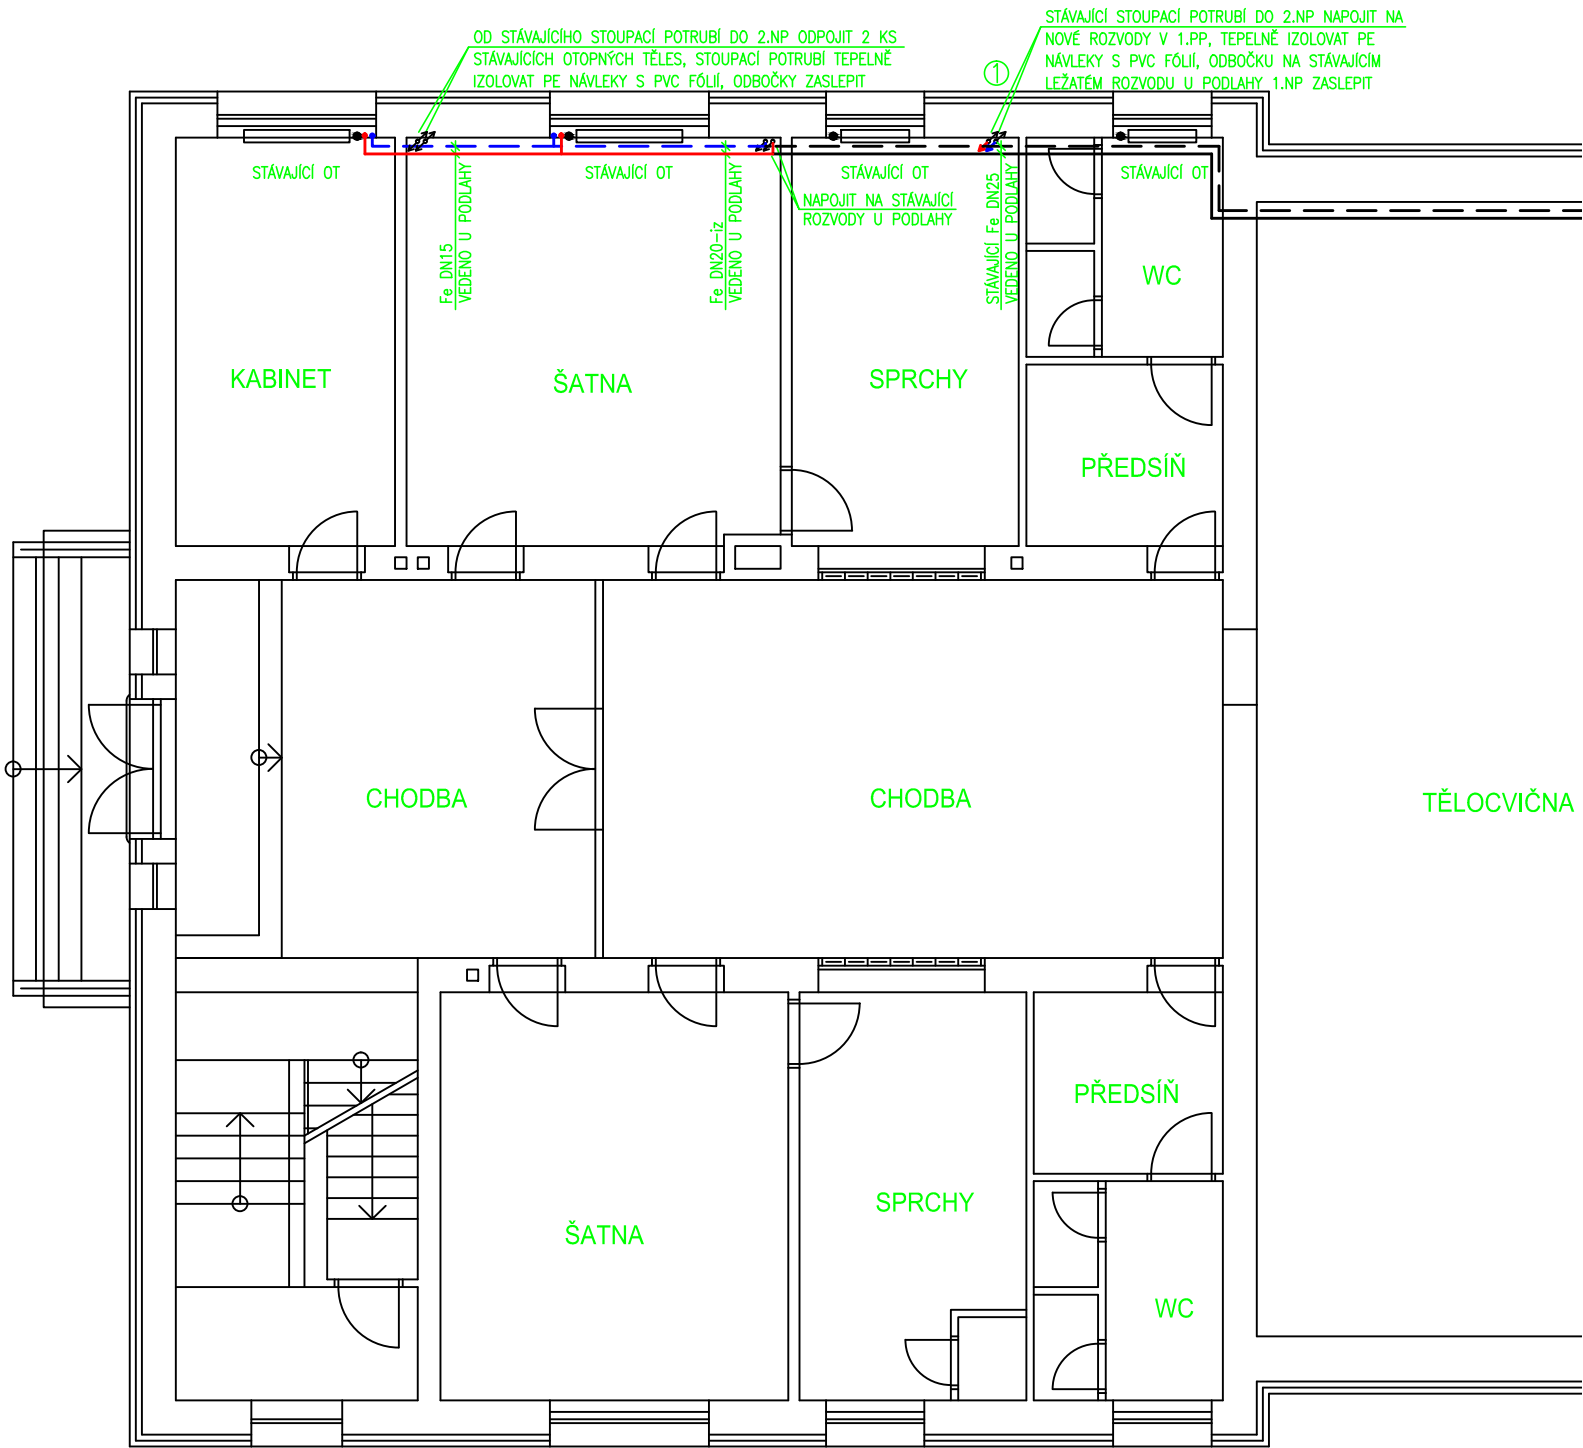 OD STÁVAJÍCÍHO STOUPACÍ POTRUBÍ DO 2.NP ODPOJIT 2 KS
STÁVAJÍCÍCH OTOPNÝCH TĚLES, STOUPACÍ POTRUBÍ TEPELNĚ
IZOLOVAT PE NÁVLEKY S PVC FÓLIÍ, ODBOČKY ZASLEPIT
STÁVAJÍCÍ STOUPACÍ POTRUBÍ DO 2.NP NAPOJIT NA
NOVÉ ROZVODY V 1.PP, TEPELNĚ IZOLOVAT PE
NÁVLEKY S PVC FÓLIÍ, ODBOČKU NA STÁVAJÍCÍM
LEŽATÉM ROZVODU U PODLAHY 1.NP ZASLEPIT
1
STÁVAJÍCÍ OT
STÁVAJÍCÍ OT
STÁVAJÍCÍ OT
STÁVAJÍCÍ OT
NAPOJIT NA STÁVAJÍCÍ
ROZVODY U PODLAHY
Fe DN15
VEDENO U PODLAHY
Fe DN20-iz
VEDENO U PODLAHY
STÁVAJÍCÍ Fe DN25
VEDENO U PODLAHY
WC
KABINET
ŠATNA
SPRCHY
PŘEDSÍŇ
CHODBA
CHODBA
TĚLOCVIČNA
PŘEDSÍŇ
SPRCHY
ŠATNA
WC